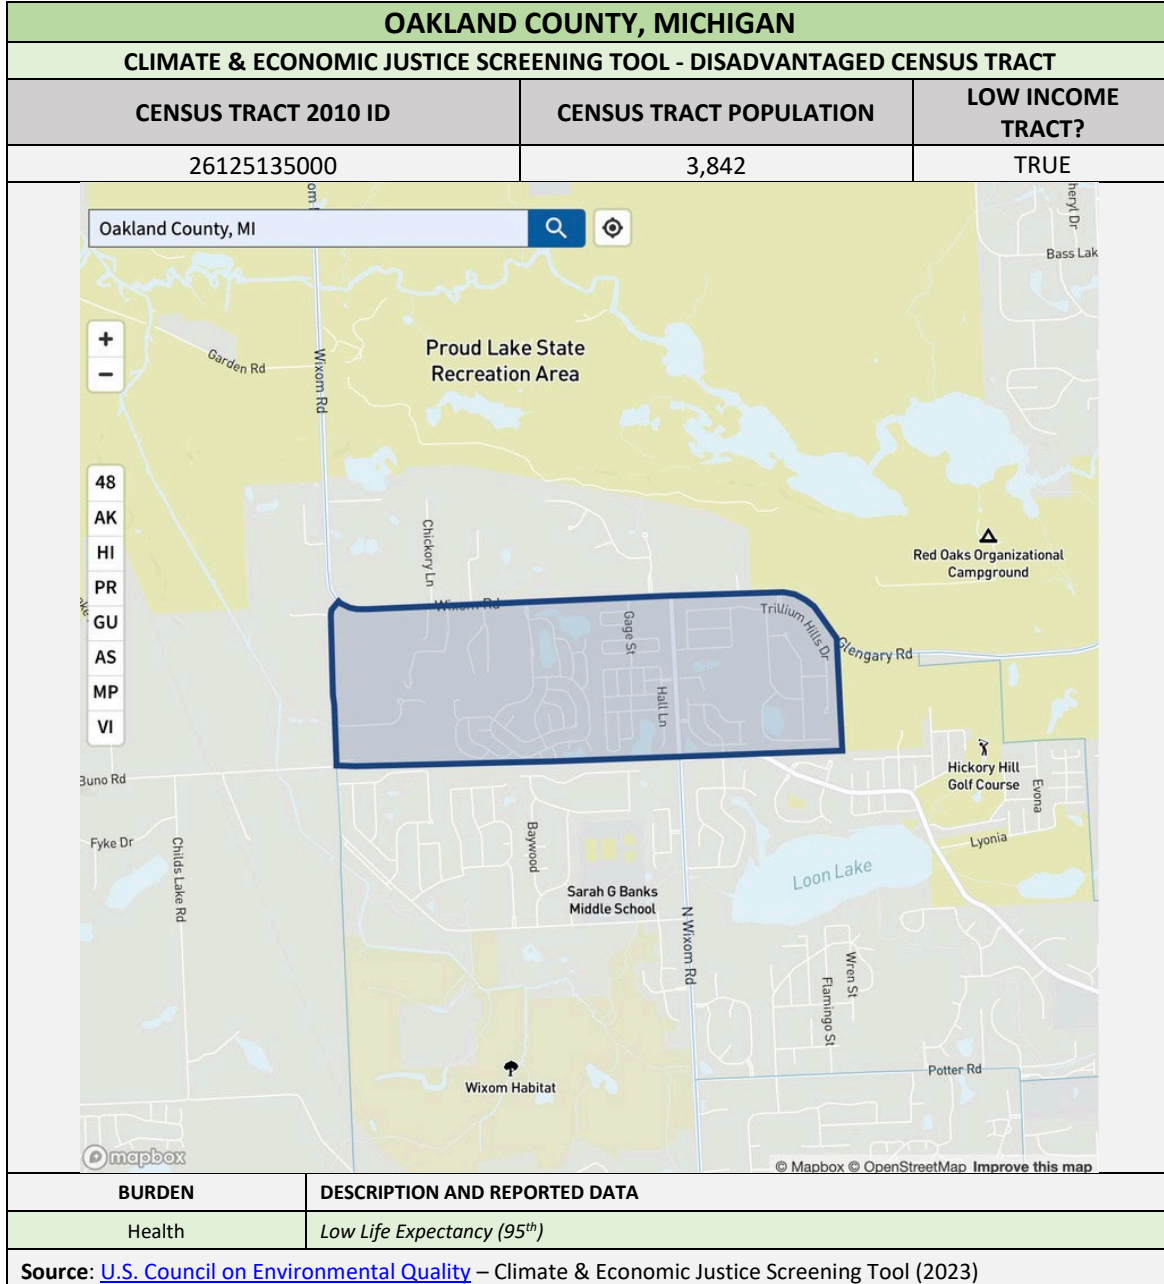 OAKLAND COUNTY, MICHIGAN
CLIMATE & ECONOMIC JUSTICE SCREENING TOOL - DISADVANTAGED CENSUS TRACT
CENSUS TRACT 2010 ID
CENSUS TRACT POPULATION
LOW INCOME
TRACT?
26125135000
3,842
TRUE
Oakland County, MI
heryl Dr
Bass Lak
+
−
Garden Rd
Wixom Rd
Proud Lake State
Recreation Area
48
AK
HI
PR
GU
AS
MP
VI
Chickory Ln
Red Oaks Organizational
Campground
Wixom Rd
Gage St
Trillium Hills Dr
Glengary Rd
Hall Ln
Buno Rd
Hickory Hill
Golf Course
Evona
Fyke Dr
Childs Lake Rd
Baywood
Lyonia
Loon Lake
Sarah G Banks
Middle School
N Wixom Rd
Wren St
Flamingo St
Potter Rd
Wixom Habitat
mapbox
© Mapbox © OpenStreetMap Improve this map
BURDEN
DESCRIPTION AND REPORTED DATA
Health
Low Life Expectancy (95th)
Source: U.S. Council on Environmental Quality – Climate & Economic Justice Screening Tool (2023)